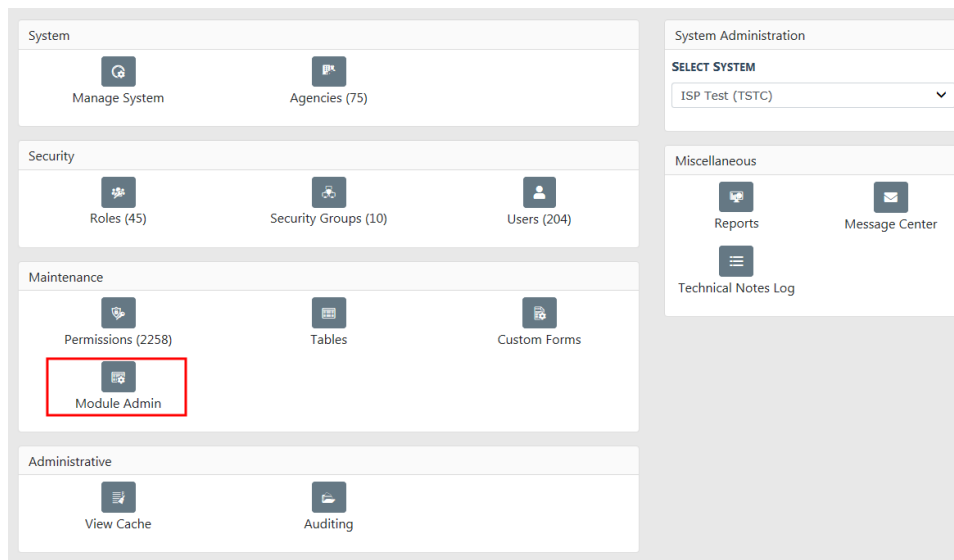 System
Manage System
Agencies (75)
Security
Roles (45)
Security Groups (10)
Users (204)
Maintenance
Permissions (2258)
Tables
Custom Forms
Module Admin
Administrative
View Cache
Auditing
System Administration
SELECT SYSTEM
ISP Test (TSTC)
Miscellaneous
Reports
Message Center
Technical Notes Log